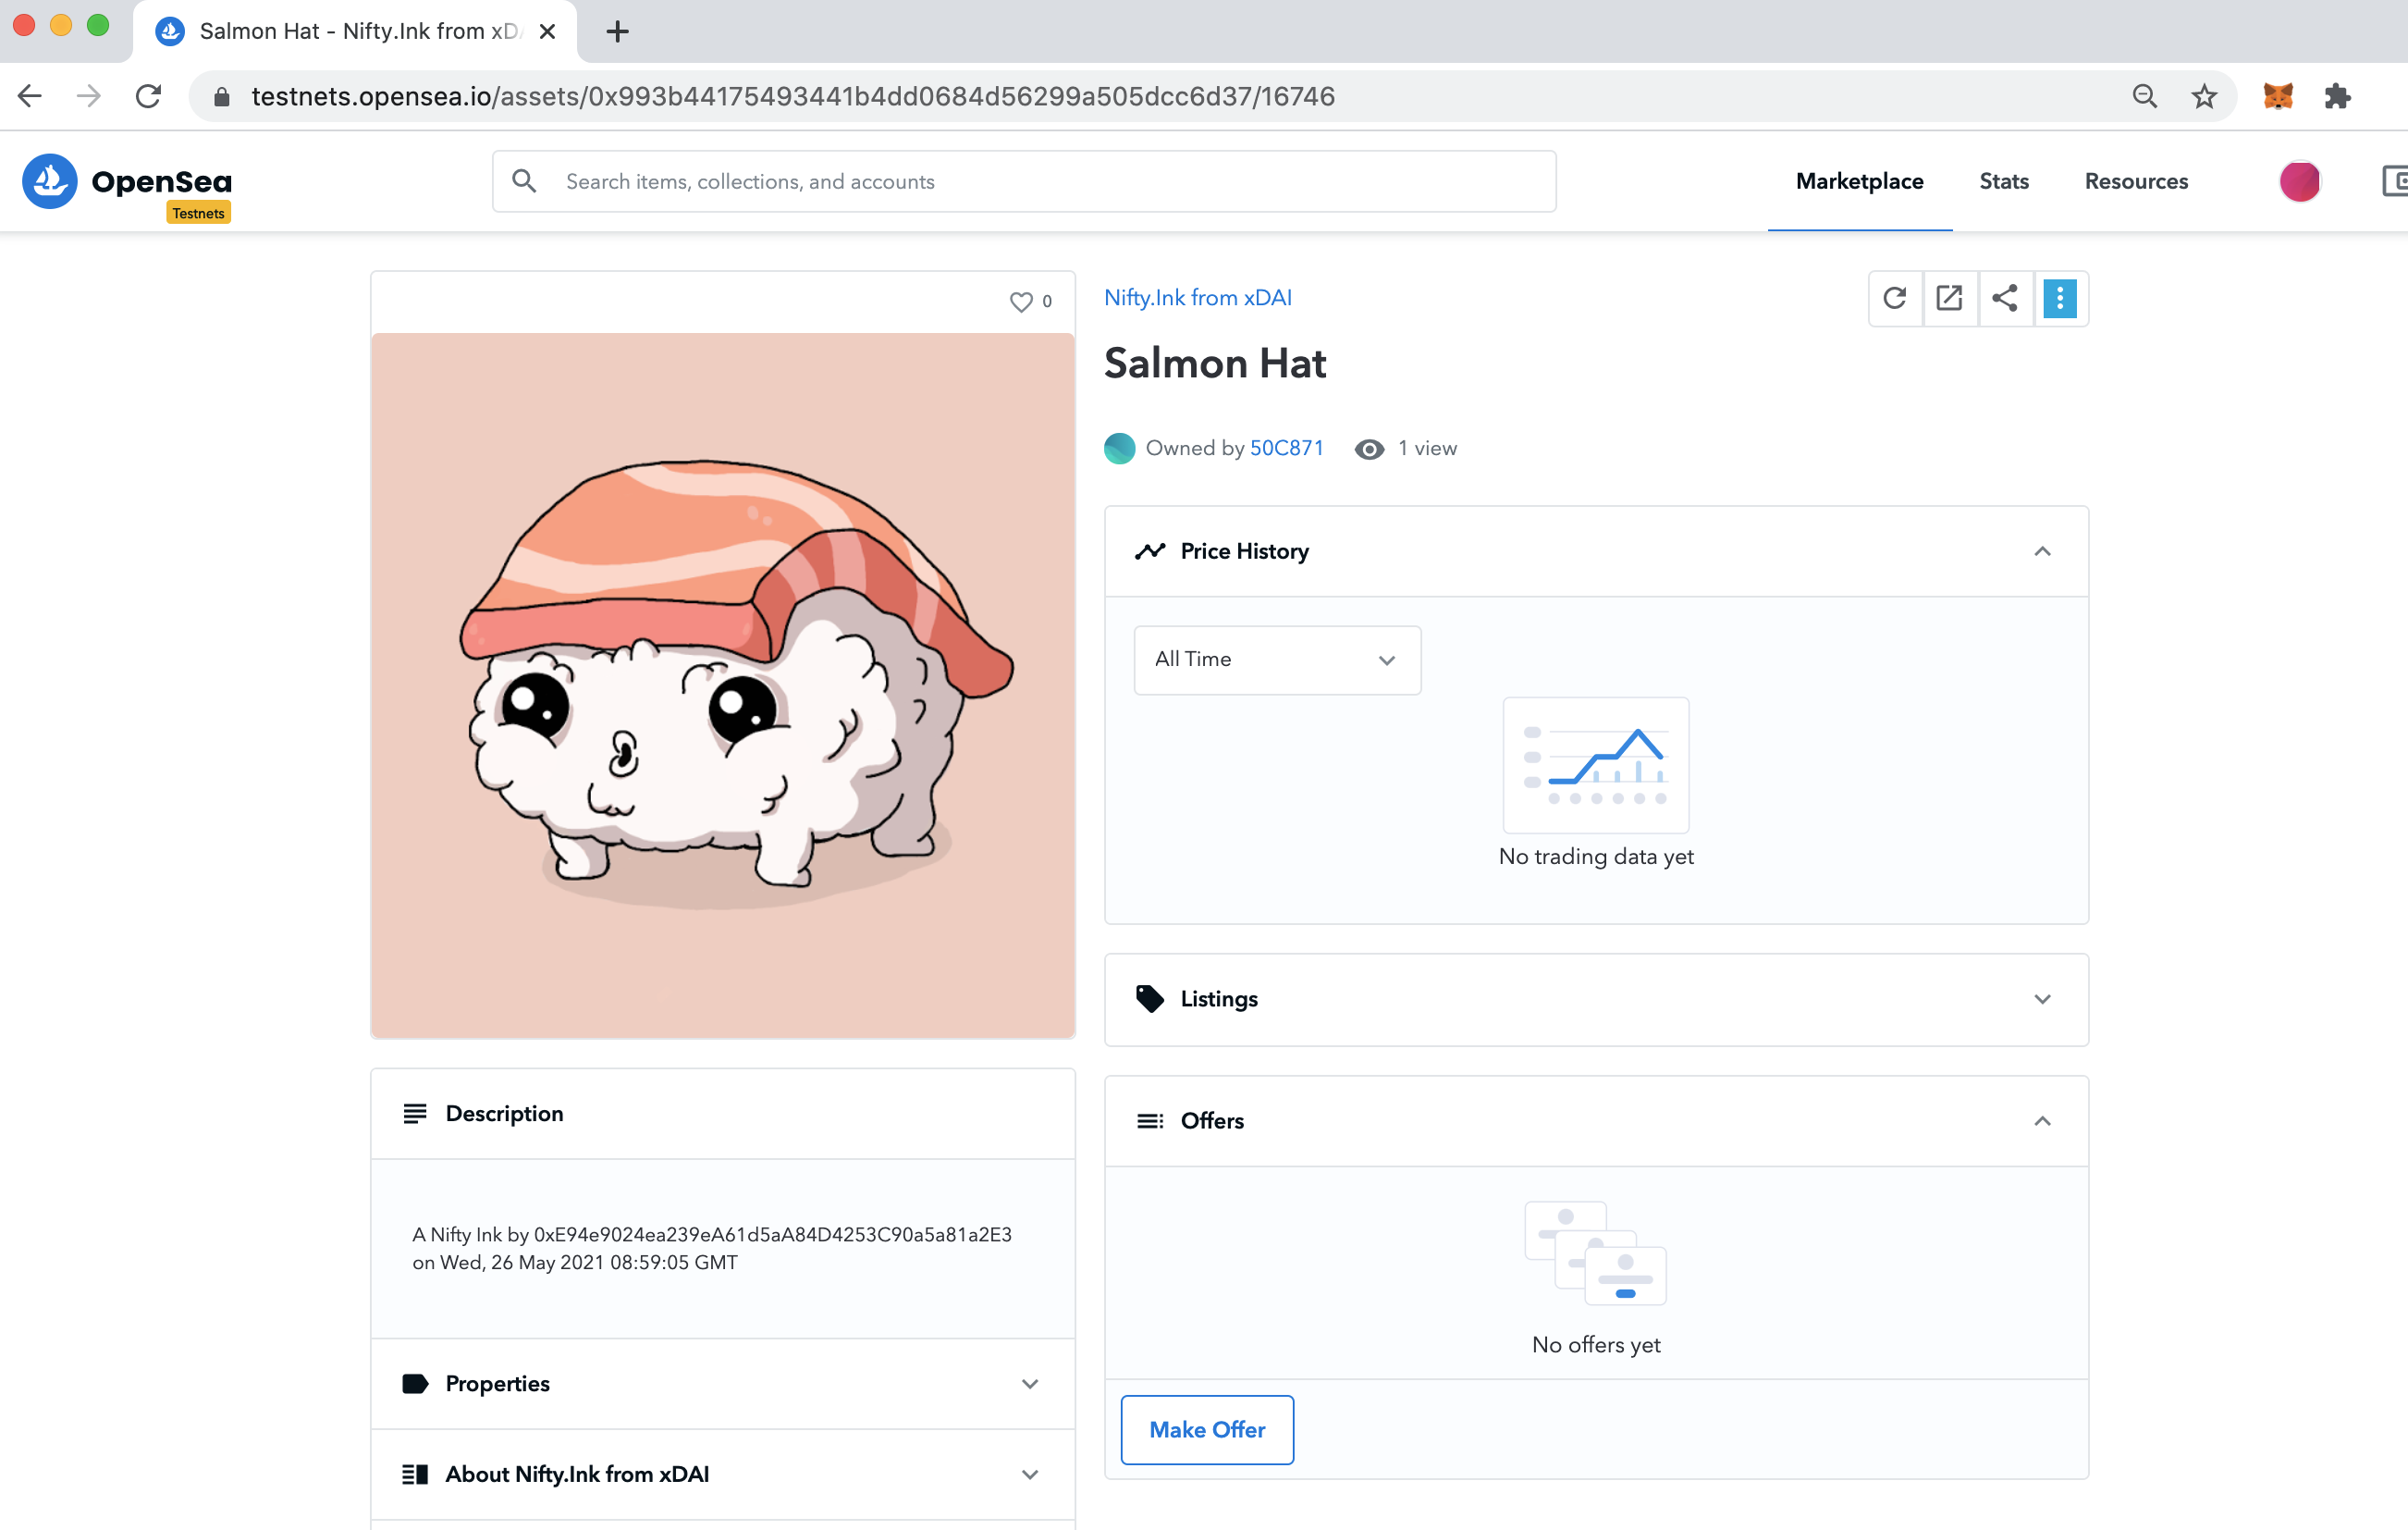 Salmon Hat - Nifty.Ink from xD
testnets.opensea.io/assets/0x993b44175493441b4dd0684d56299a505dcc6d37/16746
OpenSea
Testnets
Search items, collections, and accounts
Marketplace
Stats
Resources
0
Nifty.Ink from xDAI
Salmon Hat
Owned by 50C871
1 view
Price History
All Time
No trading data yet
Listings
Offers
No offers yet
Make Offer
Description
A Nifty Ink by 0xE94e9024ea239eA61d5aA84D4253C90a5a81a2E3
on Wed, 26 May 2021 08:59:05 GMT
Properties
About Nifty.Ink from xDAI